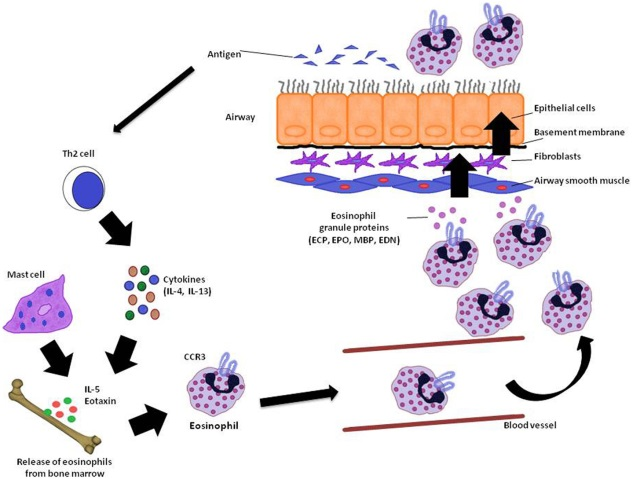 Antigen
Airway
Epithelial cells
Basement membrane
Fibroblasts
Airway smooth muscle
Th2 cell
Eosinophil
granule proteins
(ECP, EPO, MBP, EDN)
Mast cell
Cytokines
(IL-4, IL-13)
CCR3
IL-5
Eotaxin
Eosinophil
Blood vessel
Release of eosinophils
from bone marrow